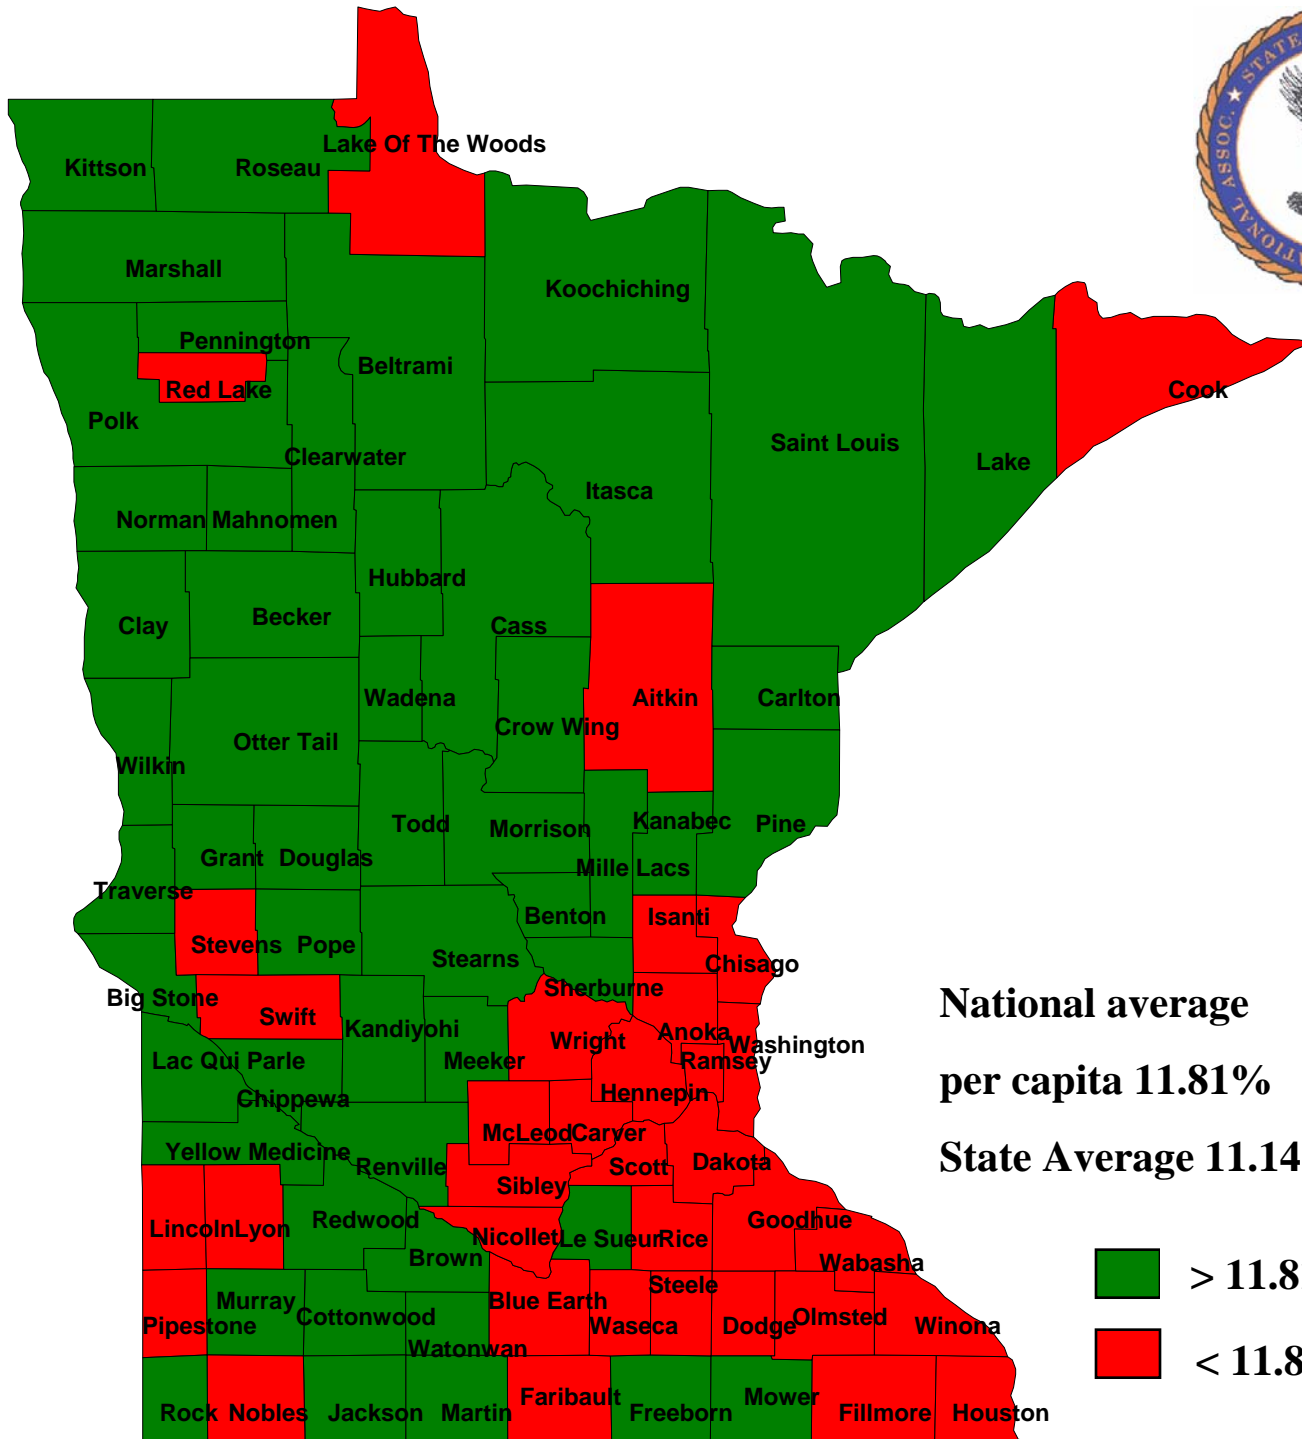 STATE
NATIONAL ASSOC. ★
Lake Of The Woods
Kittson Roseau
Marshall
Koochiching
Pennington
Beltrami
Red Lake
Cook
Polk
Saint Louis
Clearwater
Lake
Itasca
Norman Mahnomen
Hubbard
Becker
Clay
Cass
Wadena
Aitkin
Carlton
Crow Wing
Otter Tail
Wilkin
Todd
Morrison
Kanabec
Pine
Grant Douglas
Mille Lacs
Traverse
Benton
Isanti
Stevens Pope
Stearns
Chisago
Sherburne
Big Stone
National average
Swift
Kandiyohi
Wright
Anoka
Washington
Lac Qui Parle
Meeker
Ramsey
per capita 11.81%
Hennepin
Chippewa
McLeod Carver
Yellow Medicine
Renville
Scott
Dakota
State Average 11.14
Sibley
Redwood
Goodhue
Lincoln Lyon
Nicollet Le Sueur Rice
Brown
Wabasha
> 11.8
Steele
Murray
Blue Earth
Cottonwood
Pipestone
Waseca
Dodge
Olmsted
Winona
Watonwan
< 11.8
Faribault
Mower
Rock Nobles Jackson Martin
Freeborn
Fillmore Houston